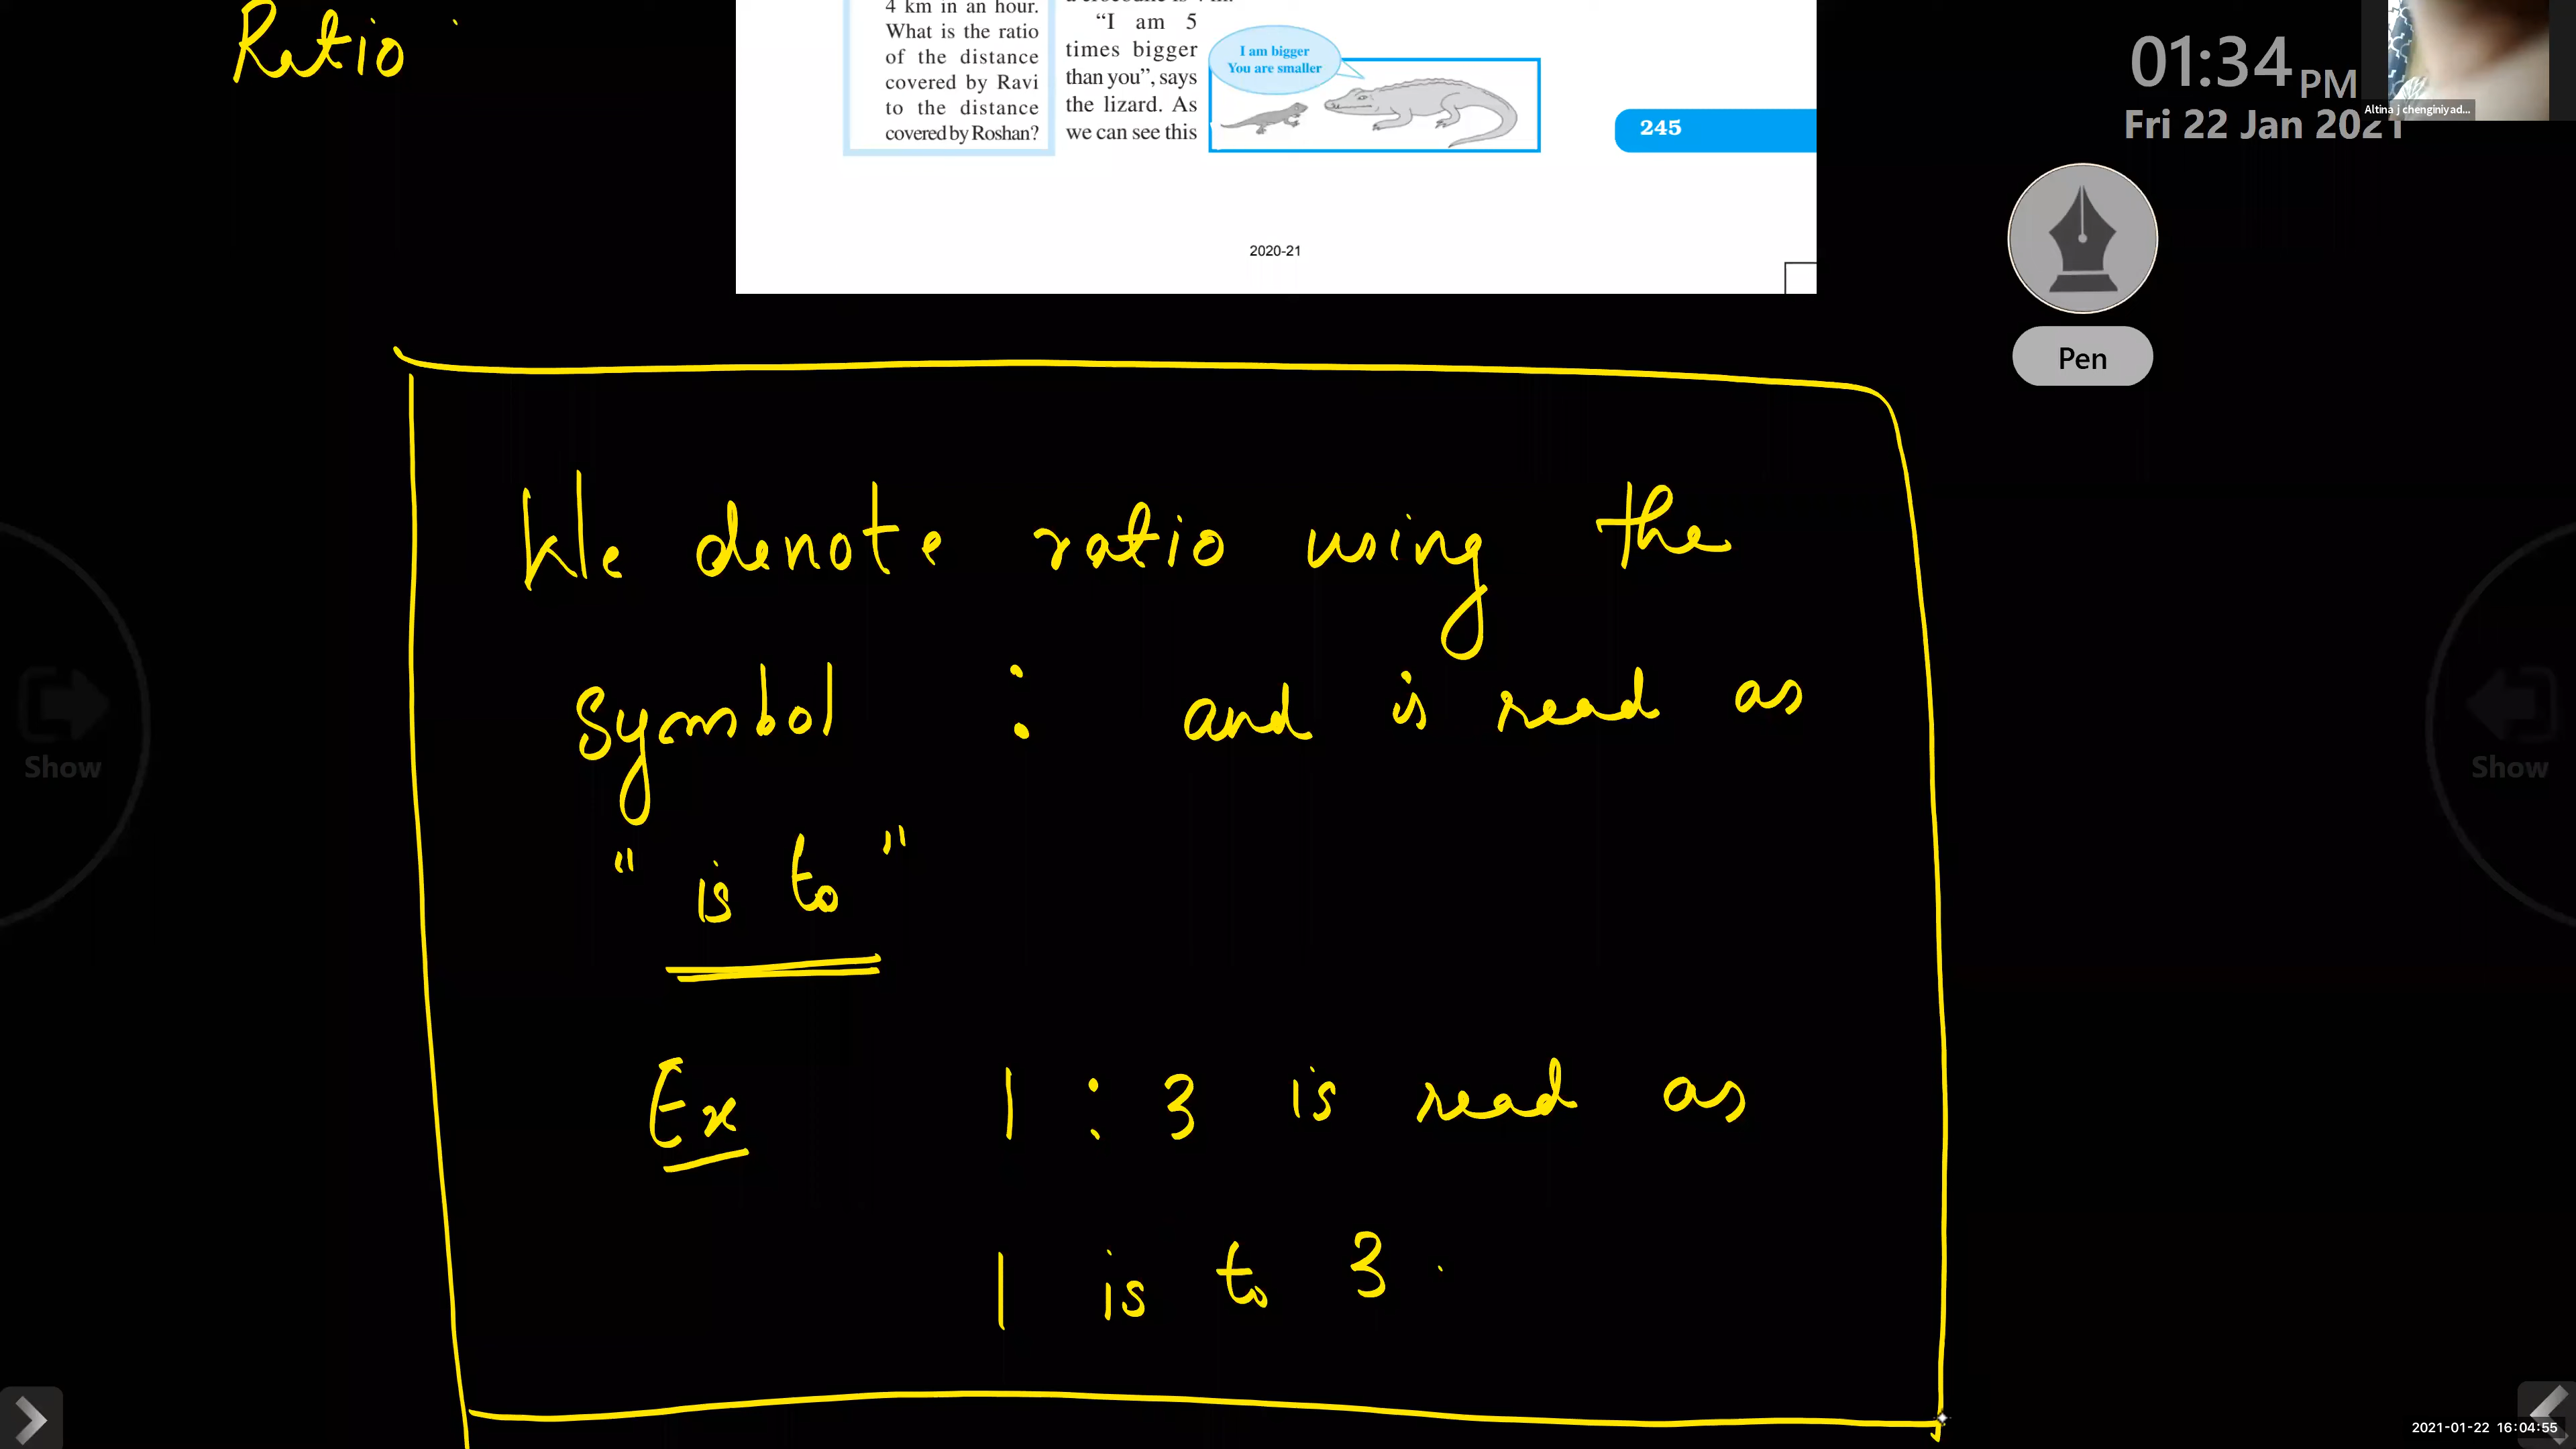 Ratio
4 km in an hour.
What is the ratio
of the distance
covered by Ravi
to the distance
covered by Roshan?
“I am 5
times bigger
than you”, says
the lizard. As
we can see this
I am bigger
You are smaller
245
2020-21
01:34 PM
Fri 22 Jan 2021
Altina j chenginiyad...
Pen
Show
Show
We denote ratio using the
symbol : and is read as
" is to "
Ex 1 : 3 is read as
1 is to 3 .
2021-01-22 16:04:55